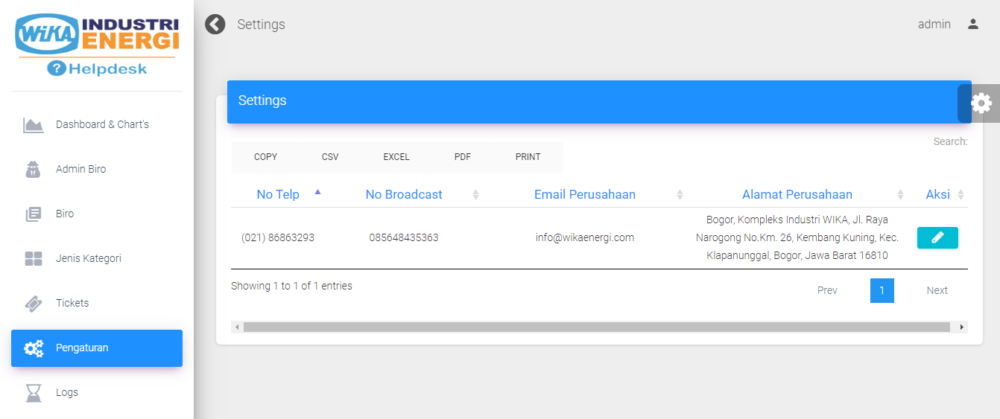 WiKA INDUSTRI
ENERGI
? Helpdesk
Settings
admin
Dashboard & Chart's
Admin Biro
Biro
Jenis Kategori
Tickets
Pengaturan
Logs
Settings
Search:
COPY CSV EXCEL PDF PRINT
No Telp No Broadcast Email Perusahaan Alamat Perusahaan Aksi
(021) 86863293 085648435363 info@wikaenergi.com Bogor, Kompleks Industri WIKA, Jl. Raya
Narogong No.Km. 26, Kembang Kuning, Kec.
Klapanunggal, Bogor, Jawa Barat 16810
Showing 1 to 1 of 1 entries
Prev 1 Next